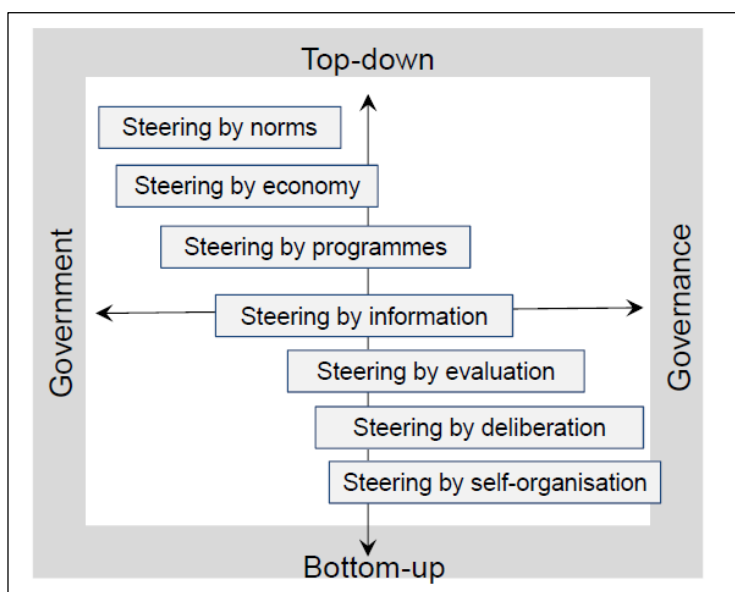 Top-down
Steering by norms
Steering by economy
Steering by programmes
Government
Steering by information
Governance
Steering by evaluation
Steering by deliberation
Steering by self-organisation
Bottom-up